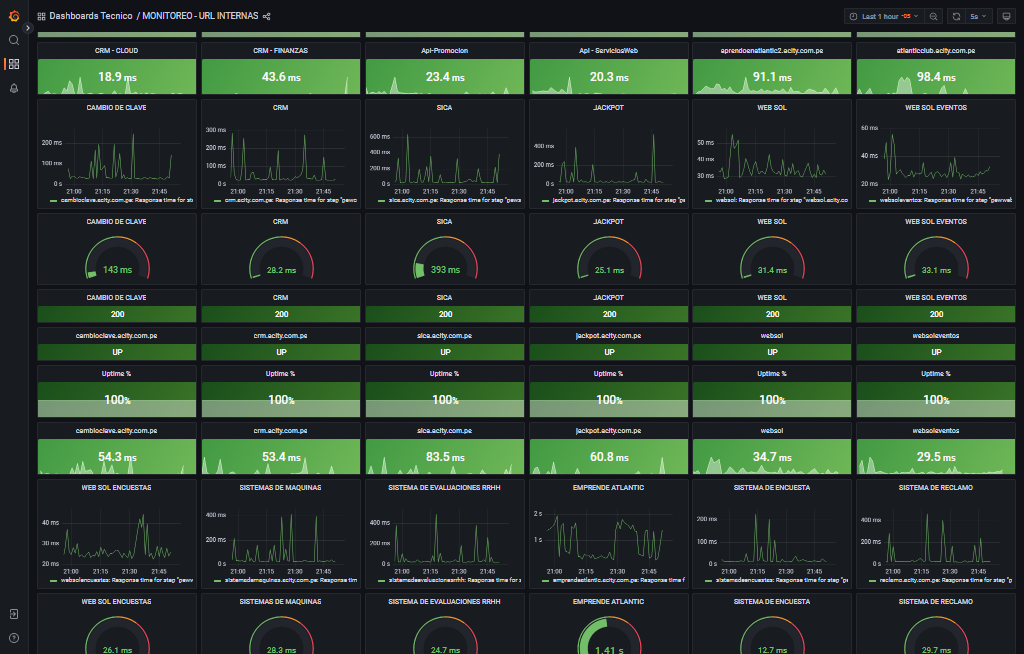 Dashboards Tecnico / MONITOREO - URL INTERNAS
Last 1 hour -05
5s
CRM - CLOUD
CRM - FINANZAS
Api-Promocion
Api - ServiciosWeb
aprendoenatlantic2.acity.com.pe
atlanticclub.acity.com.pe
18.9 ms
43.6 ms
23.4 ms
20.3 ms
91.1 ms
98.4 ms
CAMBIO DE CLAVE
CRM
SICA
JACKPOT
WEB SOL
WEB SOL EVENTOS
200 ms
100 ms
0 s
21:00 21:15 21:30 21:45
cambioclave.acity.com.pe: Response time for st
300 ms
200 ms
100 ms
0 s
21:00 21:15 21:30 21:45
crm.acity.com.pe: Response time for step "pewc
600 ms
400 ms
200 ms
0 s
21:00 21:15 21:30 21:45
sica.acity.com.pe: Response time for step "pews
400 ms
200 ms
0 s
21:00 21:15 21:30 21:45
jackpot.acity.com.pe: Response time for step "pe
50 ms
40 ms
30 ms
21:00 21:15 21:30 21:45
websol: Response time for step "websol.acity.co
60 ms
40 ms
20 ms
21:00 21:15 21:30 21:45
websoleventos: Response time for step "pewweb
CAMBIO DE CLAVE
CRM
SICA
JACKPOT
WEB SOL
WEB SOL EVENTOS
143 ms
28.2 ms
393 ms
25.1 ms
31.4 ms
33.1 ms
CAMBIO DE CLAVE
CRM
SICA
JACKPOT
WEB SOL
WEB SOL EVENTOS
200
200
200
200
200
200
cambioclave.acity.com.pe
crm.acity.com.pe
sica.acity.com.pe
jackpot.acity.com.pe
websol
websoleventos
UP
UP
UP
UP
UP
UP
Uptime %
Uptime %
Uptime %
Uptime %
Uptime %
Uptime %
100%
100%
100%
100%
100%
100%
cambioclave.acity.com.pe
crm.acity.com.pe
sica.acity.com.pe
jackpot.acity.com.pe
websol
websoleventos
54.3 ms
53.4 ms
83.5 ms
60.8 ms
34.7 ms
29.5 ms
WEB SOL ENCUESTAS
SISTEMAS DE MAQUINAS
SISTEMA DE EVALUACIONES RRHH
EMPRENDE ATLANTIC
SISTEMA DE ENCUESTA
SISTEMA DE RECLAMO
40 ms
30 ms
20 ms
21:00 21:15 21:30 21:45
websolencuestas: Response time for step "peww
400 ms
200 ms
0 s
21:00 21:15 21:30 21:45
sistemademaquinas.acity.com.pe: Response tim
400 ms
200 ms
0 s
21:00 21:15 21:30 21:45
sistemadeevaluacionesrrhh: Response time for s
2 s
1 s
21:00 21:15 21:30 21:45
emprendeatlantic.acity.com.pe: Response time f
200 ms
100 ms
0 s
21:00 21:15 21:30 21:45
sistemadeencuestas: Response time for step "pe
400 ms
200 ms
0 s
21:00 21:15 21:30 21:45
reclamo.acity.com.pe: Response time for step "p
WEB SOL ENCUESTAS
SISTEMAS DE MAQUINAS
SISTEMA DE EVALUACIONES RRHH
EMPRENDE ATLANTIC
SISTEMA DE ENCUESTA
SISTEMA DE RECLAMO
26.1 ms
28.3 ms
24.7 ms
1.41 s
12.7 ms
29.7 ms